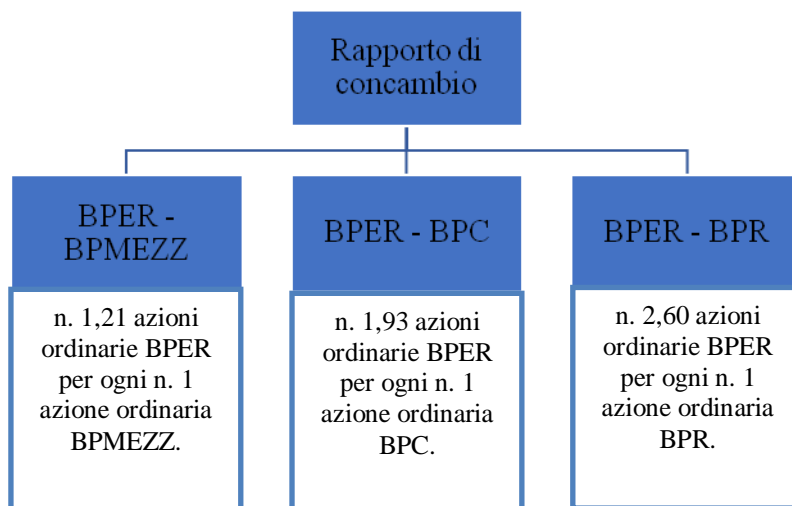 Rapporto di
concambio
BPER -
BPMEZZ
n. 1,21 azioni
ordinarie BPER
per ogni n. 1
azione ordinaria
BPMEZZ.
BPER - BPC
n. 1,93 azioni
ordinarie BPER
per ogni n. 1
azione ordinaria
BPC.
BPER - BPR
n. 2,60 azioni
ordinarie BPER
per ogni n. 1
azione ordinaria
BPR.